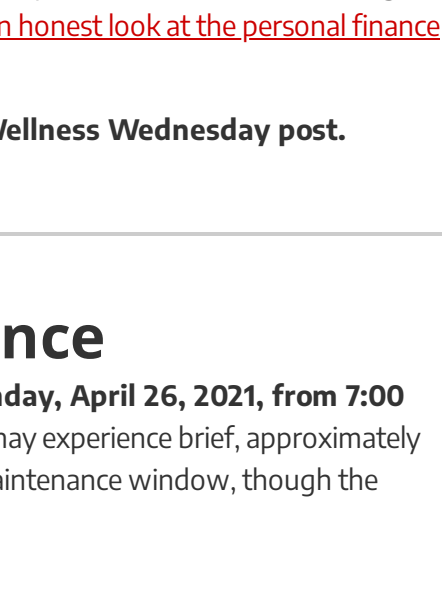 n honest look at the personal finance
Wellness Wednesday post.
nce
day, April 26, 2021, from 7:00
may experience brief, approximately
aintenance window, though the